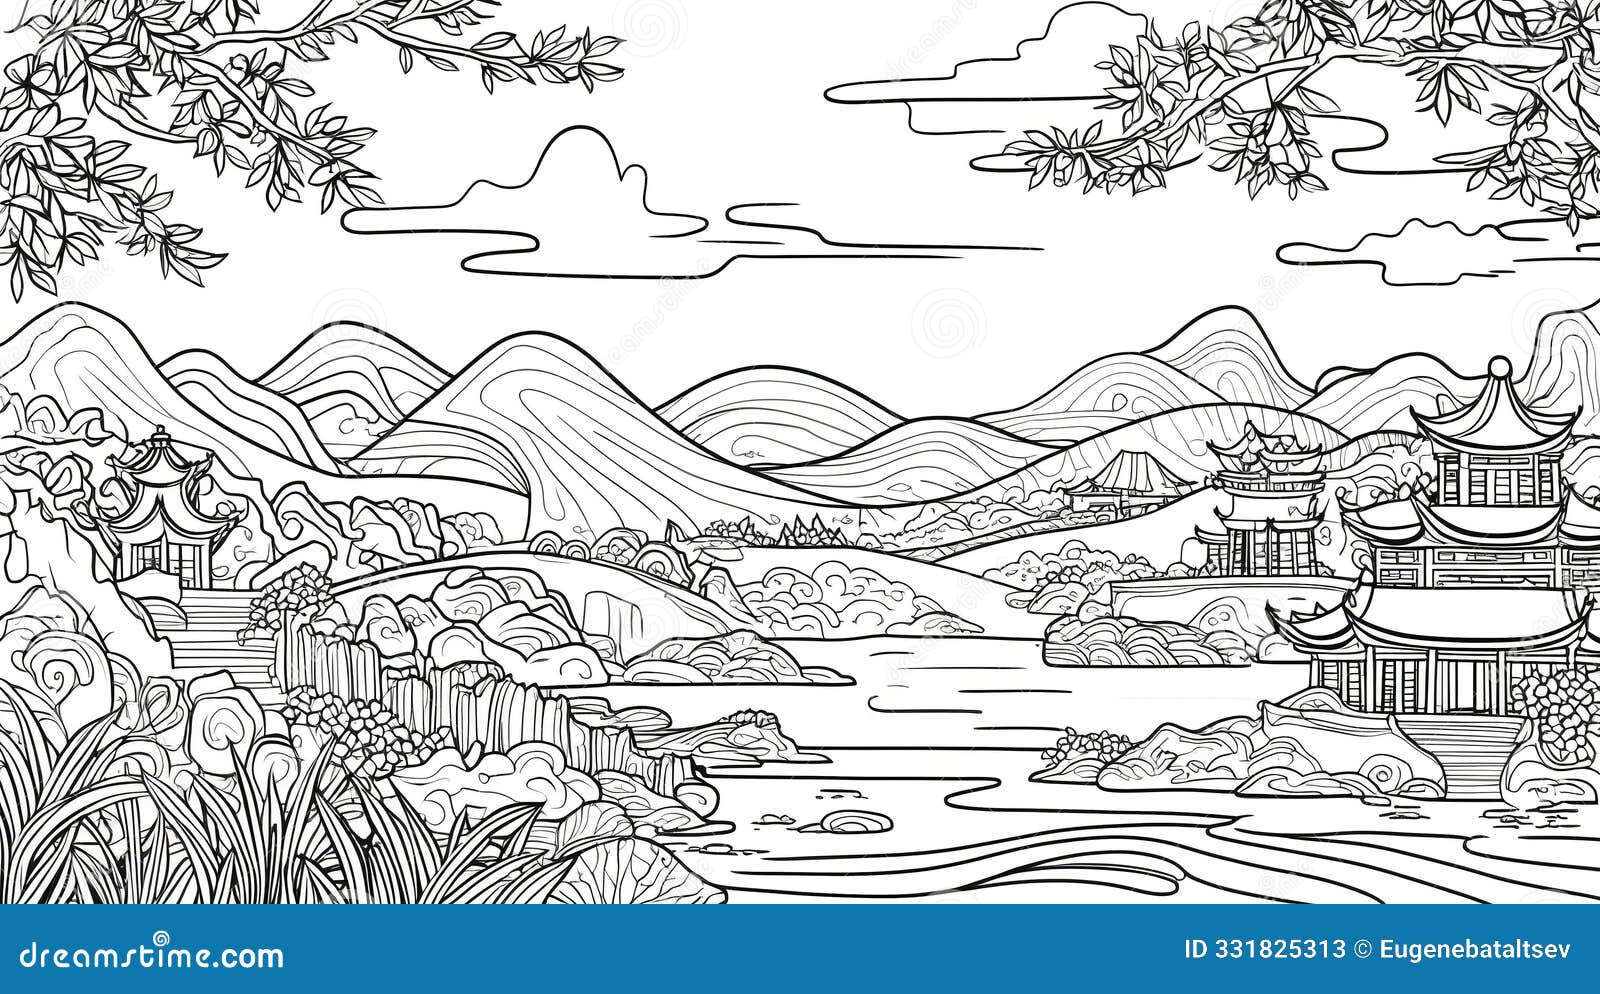 dreamstime.com
ID 331825313 © Eugenebataltsev